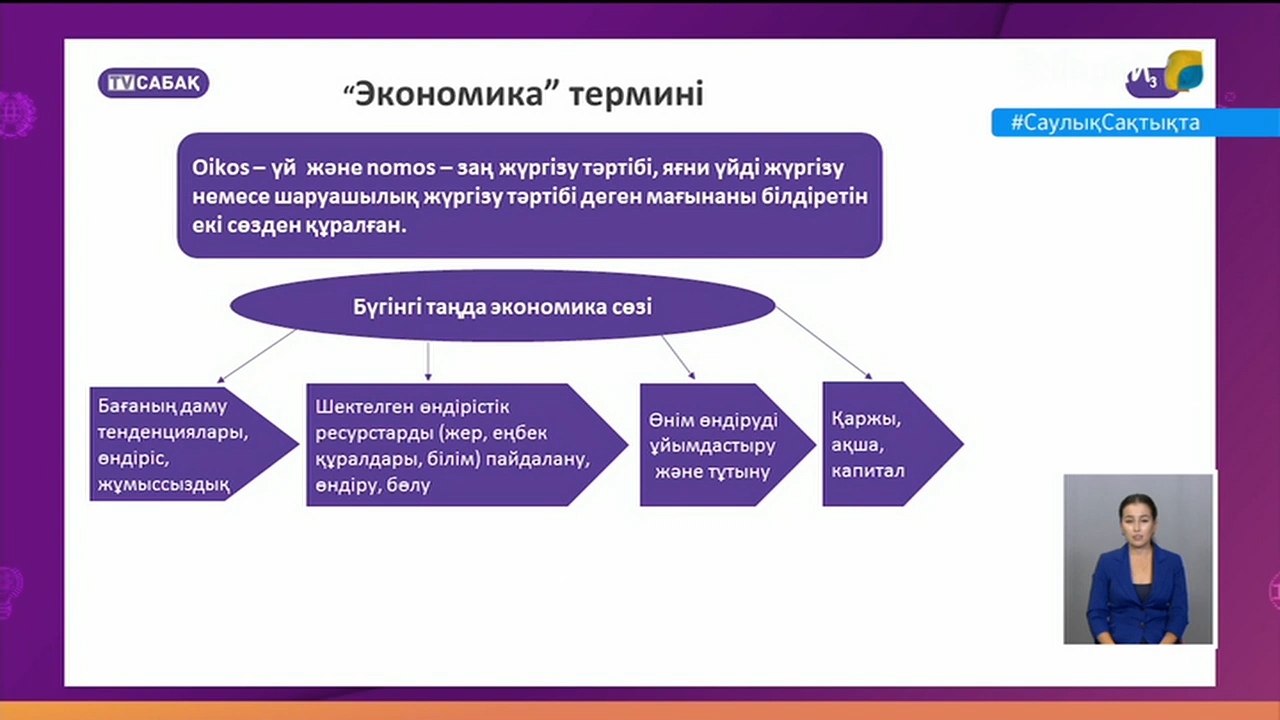 TVСАБАҚ
“Экономика” термині
#СаулықСақтықта
Oikos – үй және nomos – заң жүргізу тәртібі, яғни үйді жүргізу
немесе шаруашылық жүргізу тәртібі деген мағынаны білдіретін
екі сөзден құралған.
Бүгінгі таңда экономика сөзі
Бағаның даму
тенденциялары,
өндіріс,
жұмыссыздық
Шектелген өндірістік
ресурстарды (жер, еңбек
құралдары, білім) пайдалану,
өндіру, бөлу
Өнім өндіруді
ұйымдастыру
және тұтыну
Қаржы,
ақша,
капитал